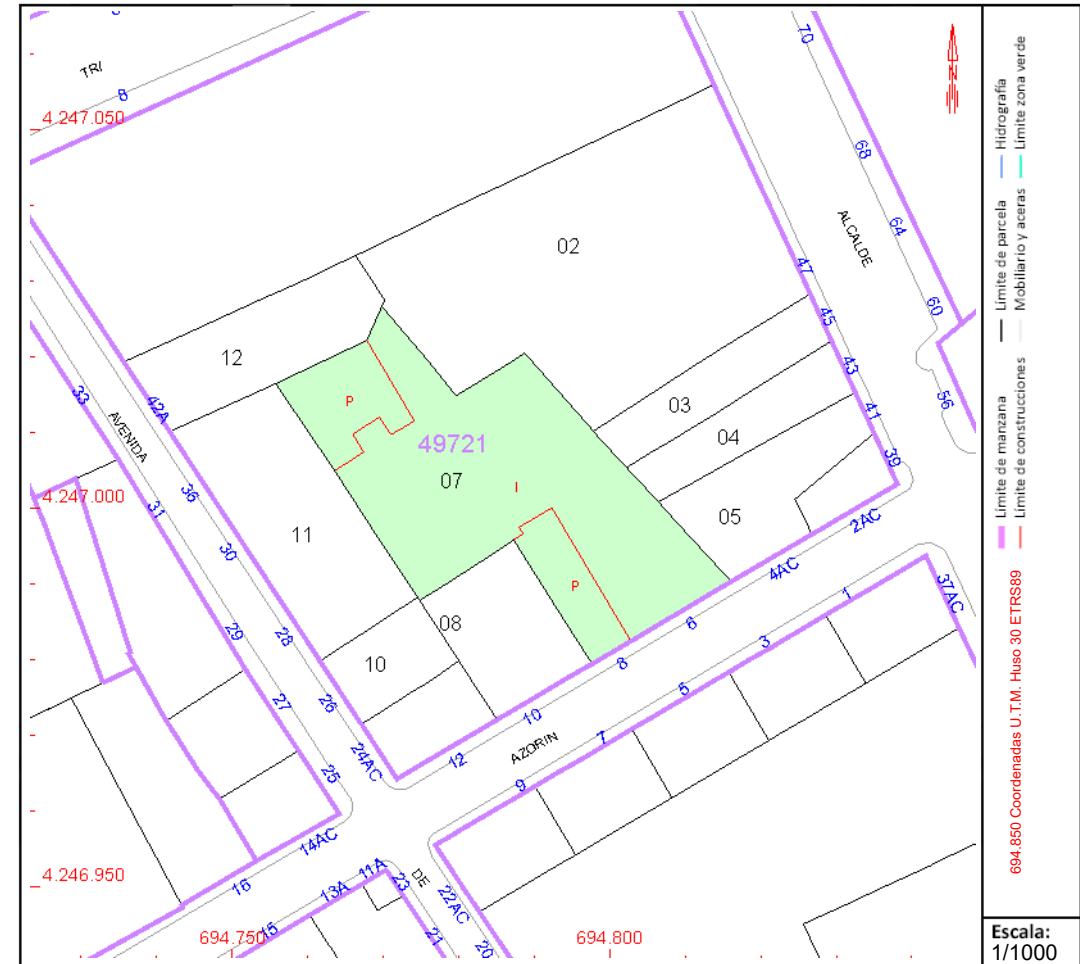 TRI
8
4.247.050
70
68
64
60
56
ALCALDE
02
47
45
43
41
39
12
03
04
05
33
AVENIDA
42A
P
49721
07
I
4.247.000
31
36
30
11
2AC
4AC
37AC
P
1
3
5
7
9
6
8
10
12
08
10
29
28
27
26
25
24AC
AZORIN
14AC
16
11A
13A
15
DE
23
21
22AC
20
4.246.950
694.750
694.800
N
Hidrografía
Límite zona verde
Límite de parcela
Mobiliario y aceras
Límite de manzana
Límite de construcciones
694.850 Coordenadas U.T.M. Huso 30 ETRS89
Escala:
1/1000